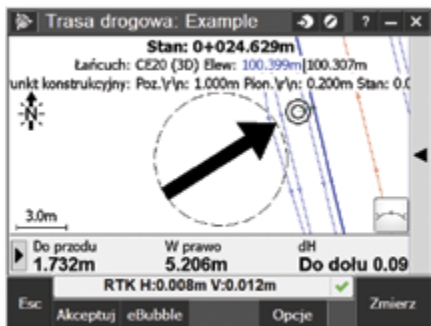 Trasa drogowa: Example ? – ×
Stan: 0+024.629m
Łańcuch: CE20 (3D) Elew: 100.399m|100.307m
unkt konstrukcyjny: Poz.\r\n: 1.000m Pion.\r\n: 0.200m Stan: 0.0
N
3.0m
Do przodu W prawo dH
1.732m 5.206m Do dołu 0.09
RTK H:0.008m V:0.012m
Esc Akceptuj eBubble Opcje Zmierz